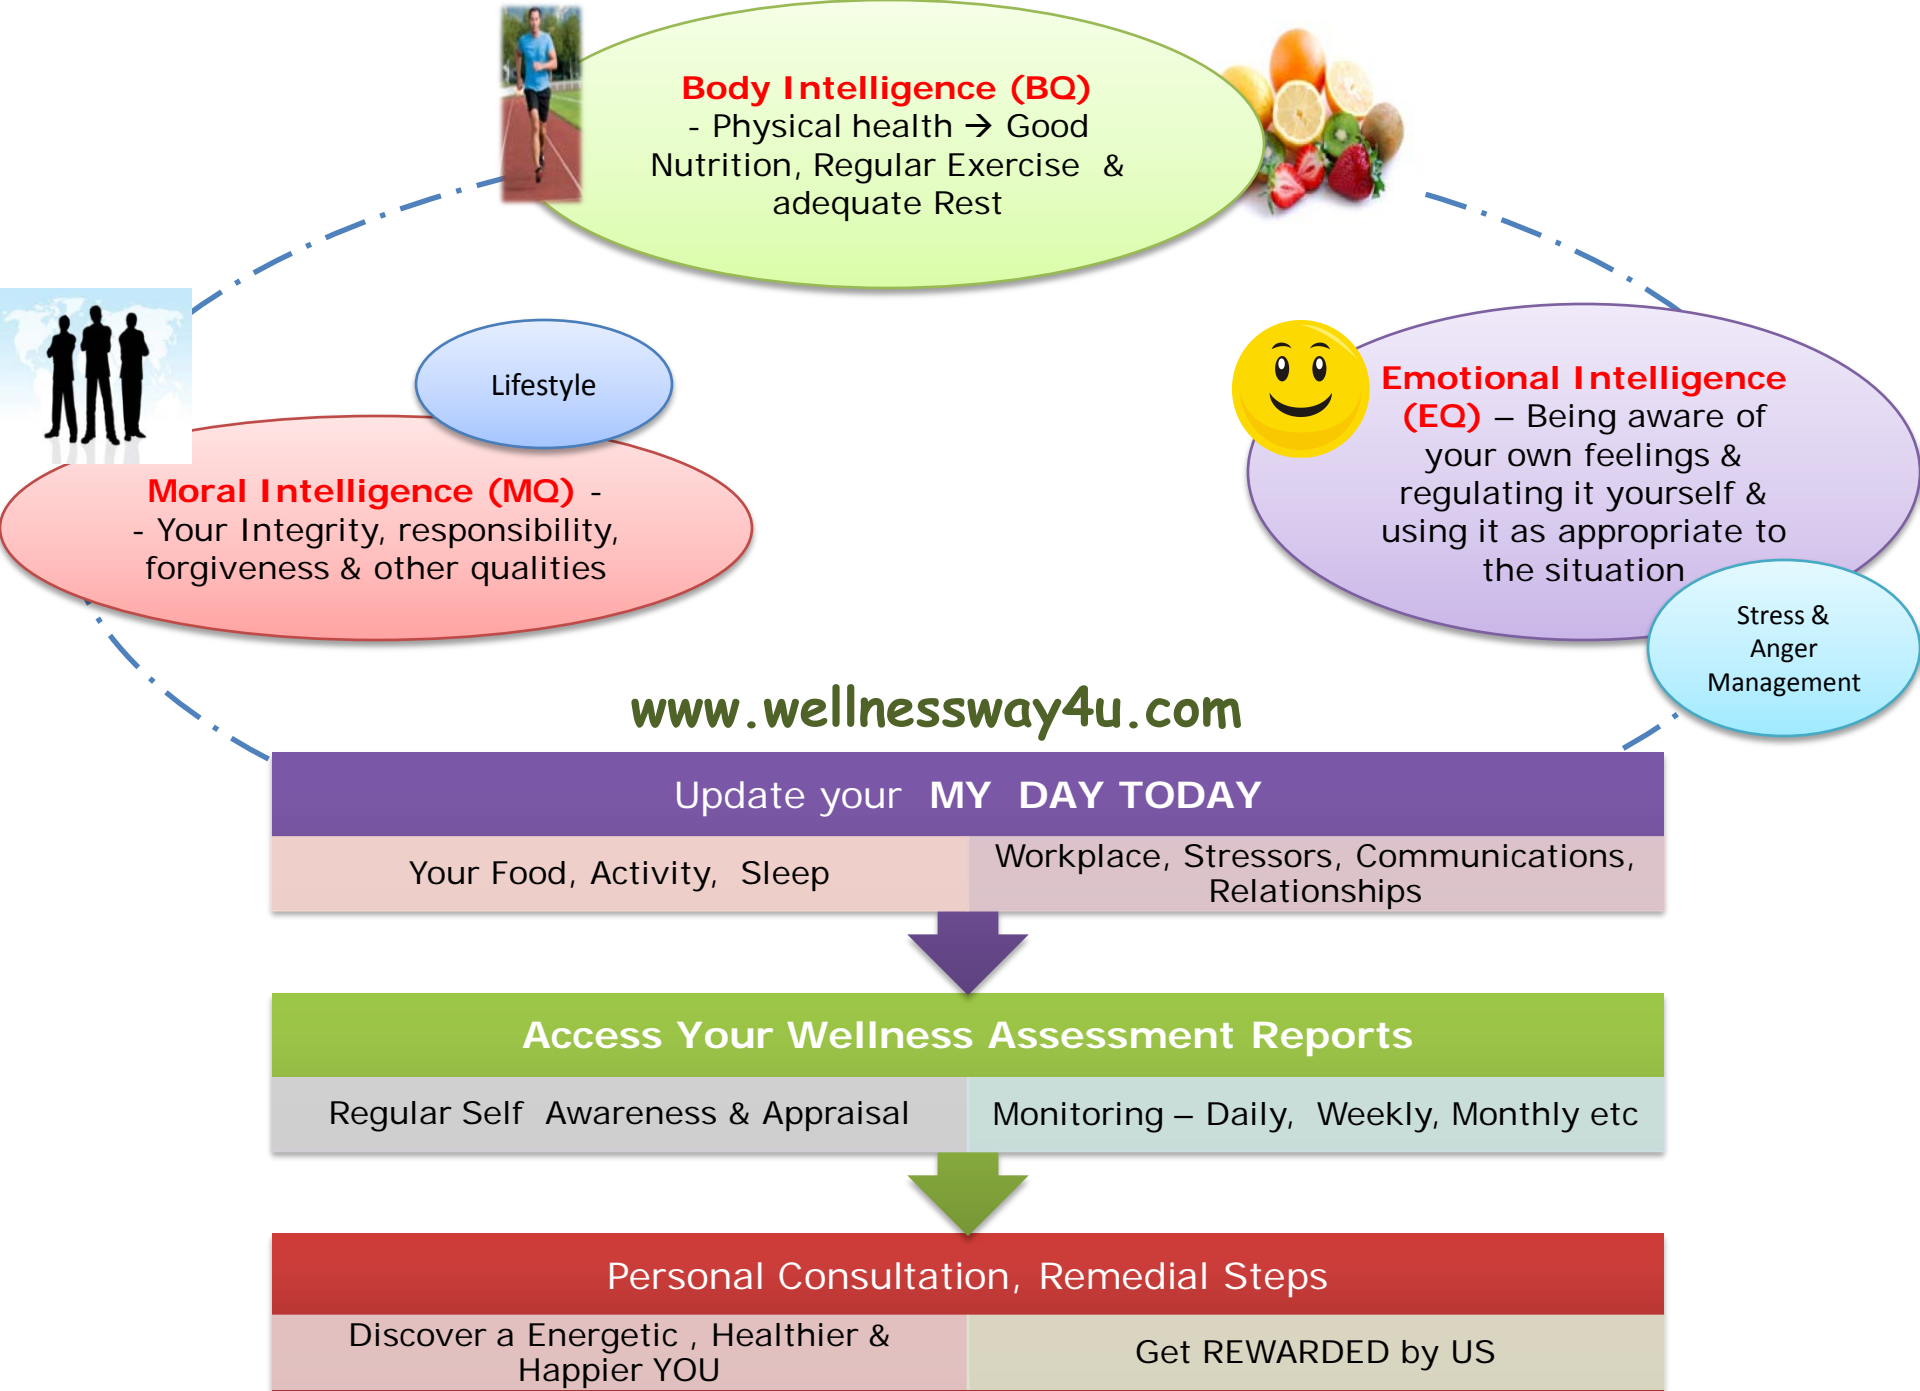 Body Intelligence (BQ)
- Physical health → Good
Nutrition, Regular Exercise &
adequate Rest
Lifestyle
Moral Intelligence (MQ) -
- Your Integrity, responsibility,
forgiveness & other qualities
Emotional Intelligence
(EQ) – Being aware of
your own feelings &
regulating it yourself &
using it as appropriate to
the situation
Stress &
Anger
Management
www.wellnessway4u.com
Update your MY DAY TODAY
Your Food, Activity, Sleep
Workplace, Stressors, Communications,
Relationships
Access Your Wellness Assessment Reports
Regular Self Awareness & Appraisal
Monitoring – Daily, Weekly, Monthly etc
Personal Consultation, Remedial Steps
Discover a Energetic , Healthier &
Happier YOU
Get REWARDED by US